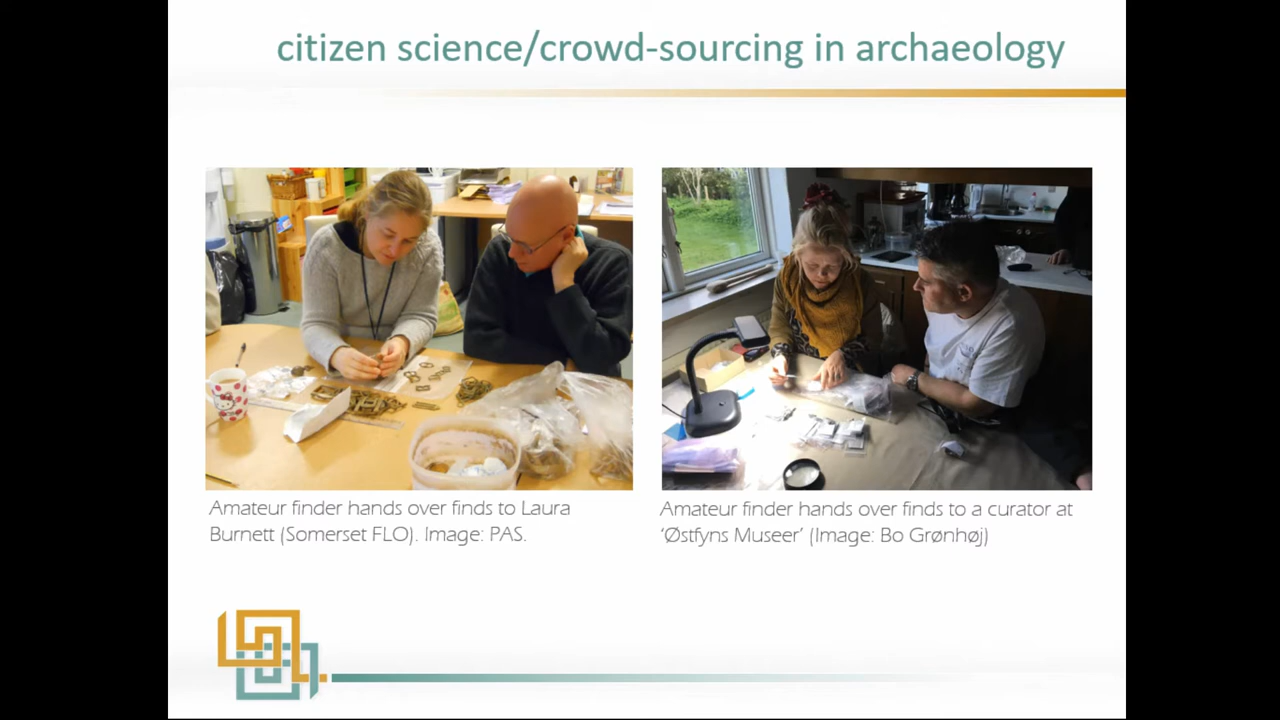 citizen science/crowd-sourcing in archaeology
Amateur finder hands over finds to Laura
Burnett (Somerset FLO). Image: PAS.
Amateur finder hands over finds to a curator at
‘Østfyns Museer’ (Image: Bo Grønhøj)